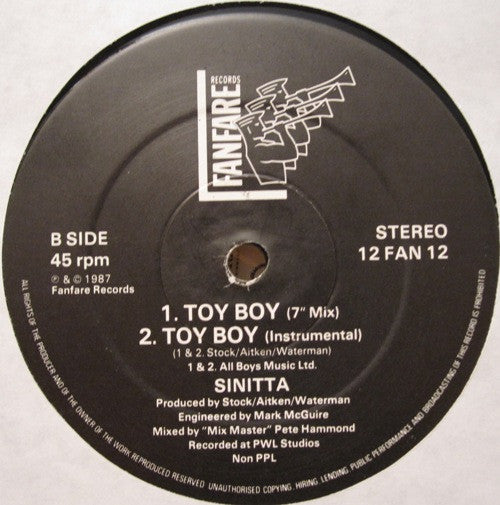 FANFARE
RECORDS
B SIDE
45 rpm
℗ & © 1987
Fanfare Records
STEREO
12 FAN 12
1. TOY BOY (7" Mix)
2. TOY BOY (Instrumental)
(1 & 2. Stock/Aitken/Waterman)
1 & 2. All Boys Music Ltd.
SINITTA
Produced by Stock/Aitken/Waterman
Engineered by Mark McGuire
Mixed by "Mix Master" Pete Hammond
Recorded at PWL Studios
Non PPL
ALL RIGHTS OF THE PRODUCER AND OF THE OWNER OF THE WORK REPRODUCED RESERVED UNAUTHORISED COPYING, HIRING, LENDING, PUBLIC PERFORMANCE AND BROADCASTING OF THIS RECORD IS PROHIBITED